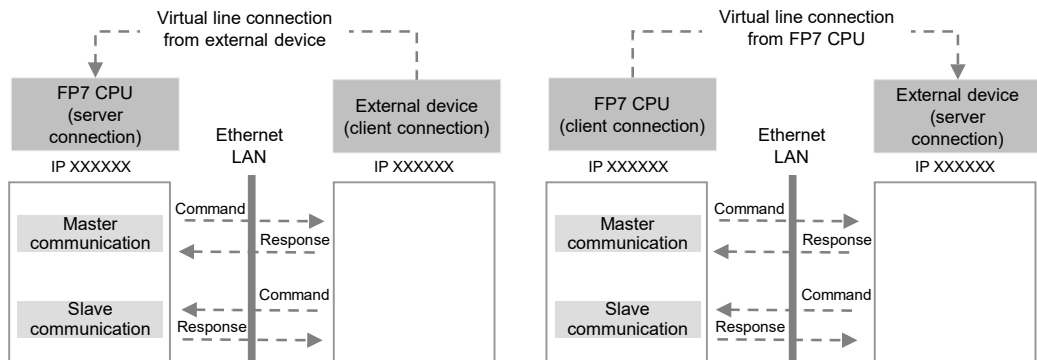 Virtual line connection
from external device
FP7 CPU
(server
connection)
External device
(client connection)
Ethernet
LAN
IP XXXXXX
IP XXXXXX
Master
communication
Command
Response
Slave
communication
Command
Response
Virtual line connection
from FP7 CPU
FP7 CPU
(client connection)
External device
(server
connection)
Ethernet
LAN
IP XXXXXX
IP XXXXXX
Master
communication
Command
Response
Slave
communication
Command
Response